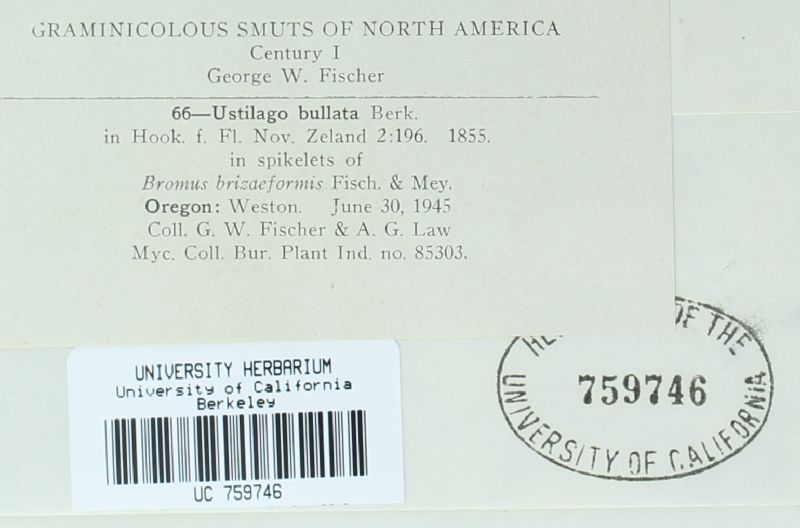 GRAMINICOLOUS SMUTS OF NORTH AMERICA
Century I
George W. Fischer
66—Ustilago bullata Berk.
in Hook. f. Fl. Nov. Zeland 2:196. 1855.
in spikelets of
Bromus brizaeformis Fisch. & Mey.
Oregon: Weston. June 30, 1945
Coll. G. W. Fischer & A. G. Law
Myc. Coll. Bur. Plant Ind. no. 85303.
UNIVERSITY HERBARIUM
University of California
Berkeley
UC 759746
OF THE
759746
UNIVERSITY OF CALIFORNIA